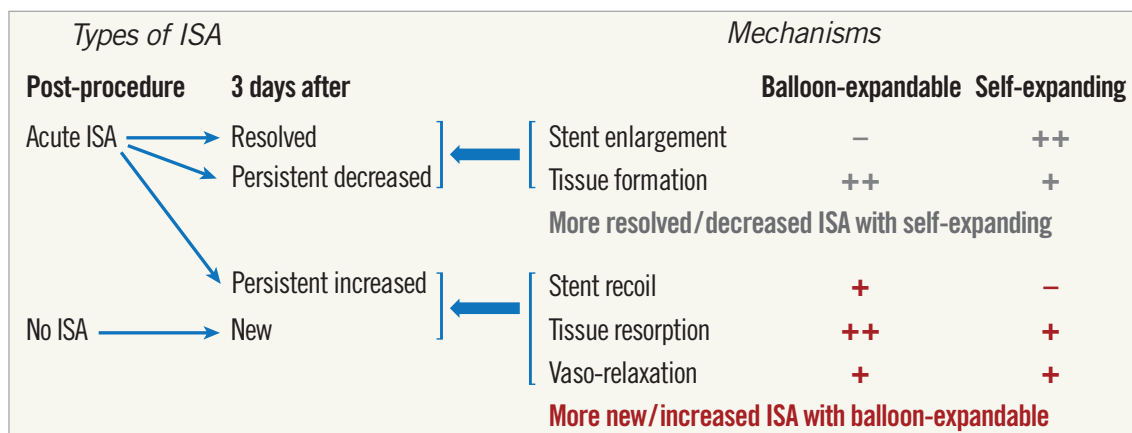 Types of ISA Mechanisms
Post-procedure 3 days after Balloon-expandable Self-expanding
Acute ISA Resolved Stent enlargement – ++
Persistent decreased Tissue formation ++ +
More resolved/decreased ISA with self-expanding
Persistent increased Stent recoil + –
No ISA New Tissue resorption ++ +
Vaso-relaxation + +
More new/increased ISA with balloon-expandable